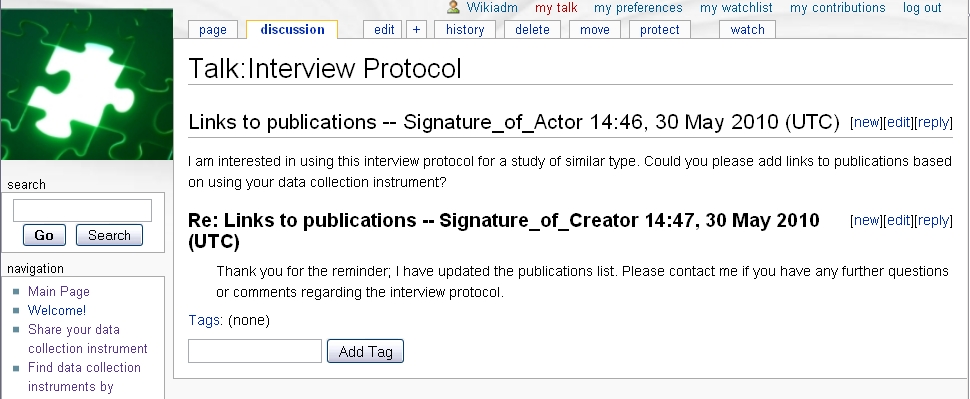 Wikiadm my talk my preferences my watchlist my contributions log out
page discussion edit + history delete move protect watch
Talk:Interview Protocol
Links to publications -- Signature_of_Actor 14:46, 30 May 2010 (UTC) [new][edit][reply]
I am interested in using this interview protocol for a study of similar type. Could you please add links to publications based
on using your data collection instrument?
Re: Links to publications -- Signature_of_Creator 14:47, 30 May 2010 [new][edit][reply]
(UTC)
Thank you for the reminder; I have updated the publications list. Please contact me if you have any further questions
or comments regarding the interview protocol.
Tags: (none)
Add Tag
search
Go Search
navigation
Main Page
Welcome!
Share your data
collection instrument
Find data collection
instruments by